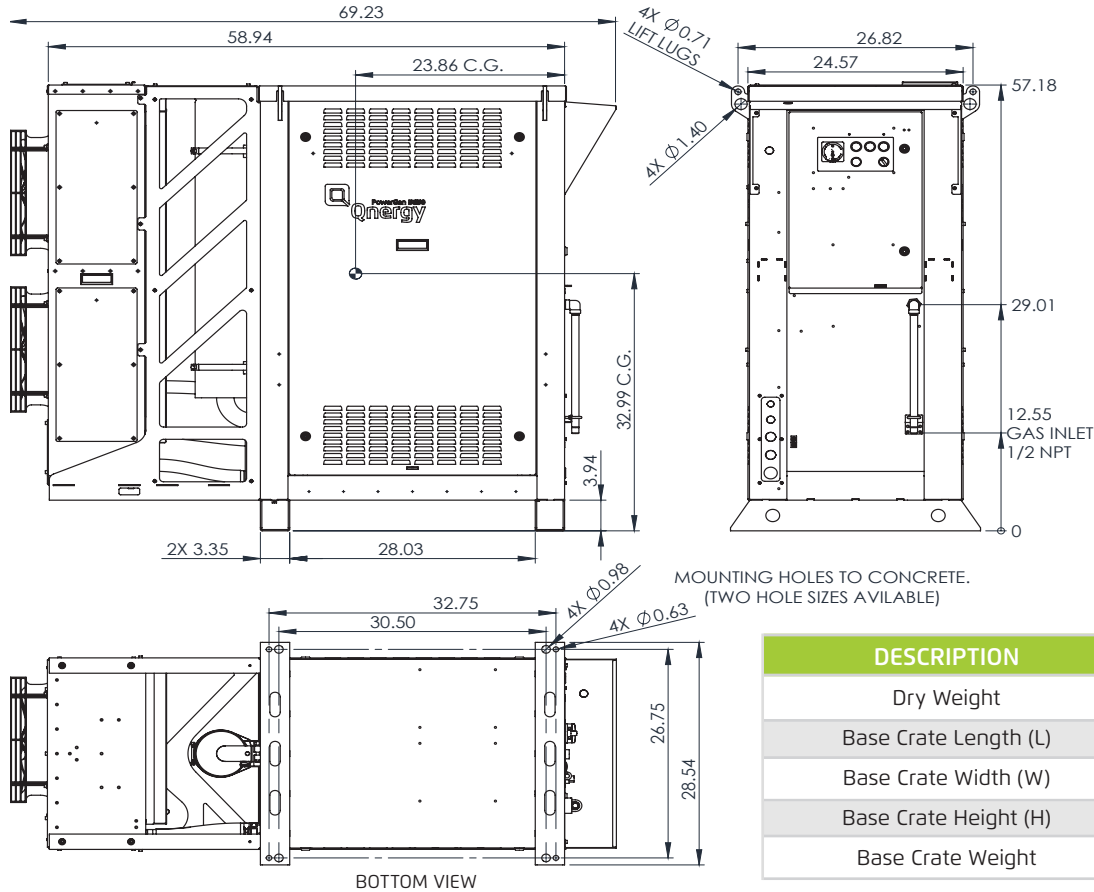 69.23
58.94
23.86 C.G.
4X Ø0.71
LIFT LUGS
26.82
24.57
57.18
4X Ø1.40
Qnergy
32.99 C.G.
29.01
12.55
GAS INLET
1/2 NPT
3.94
0
2X 3.35
28.03
MOUNTING HOLES TO CONCRETE.
(TWO HOLE SIZES AVILABLE)
32.75
4X Ø0.98
30.50
4X Ø0.63
26.75
28.54
BOTTOM VIEW
DESCRIPTION
Dry Weight
Base Crate Length (L)
Base Crate Width (W)
Base Crate Height (H)
Base Crate Weight